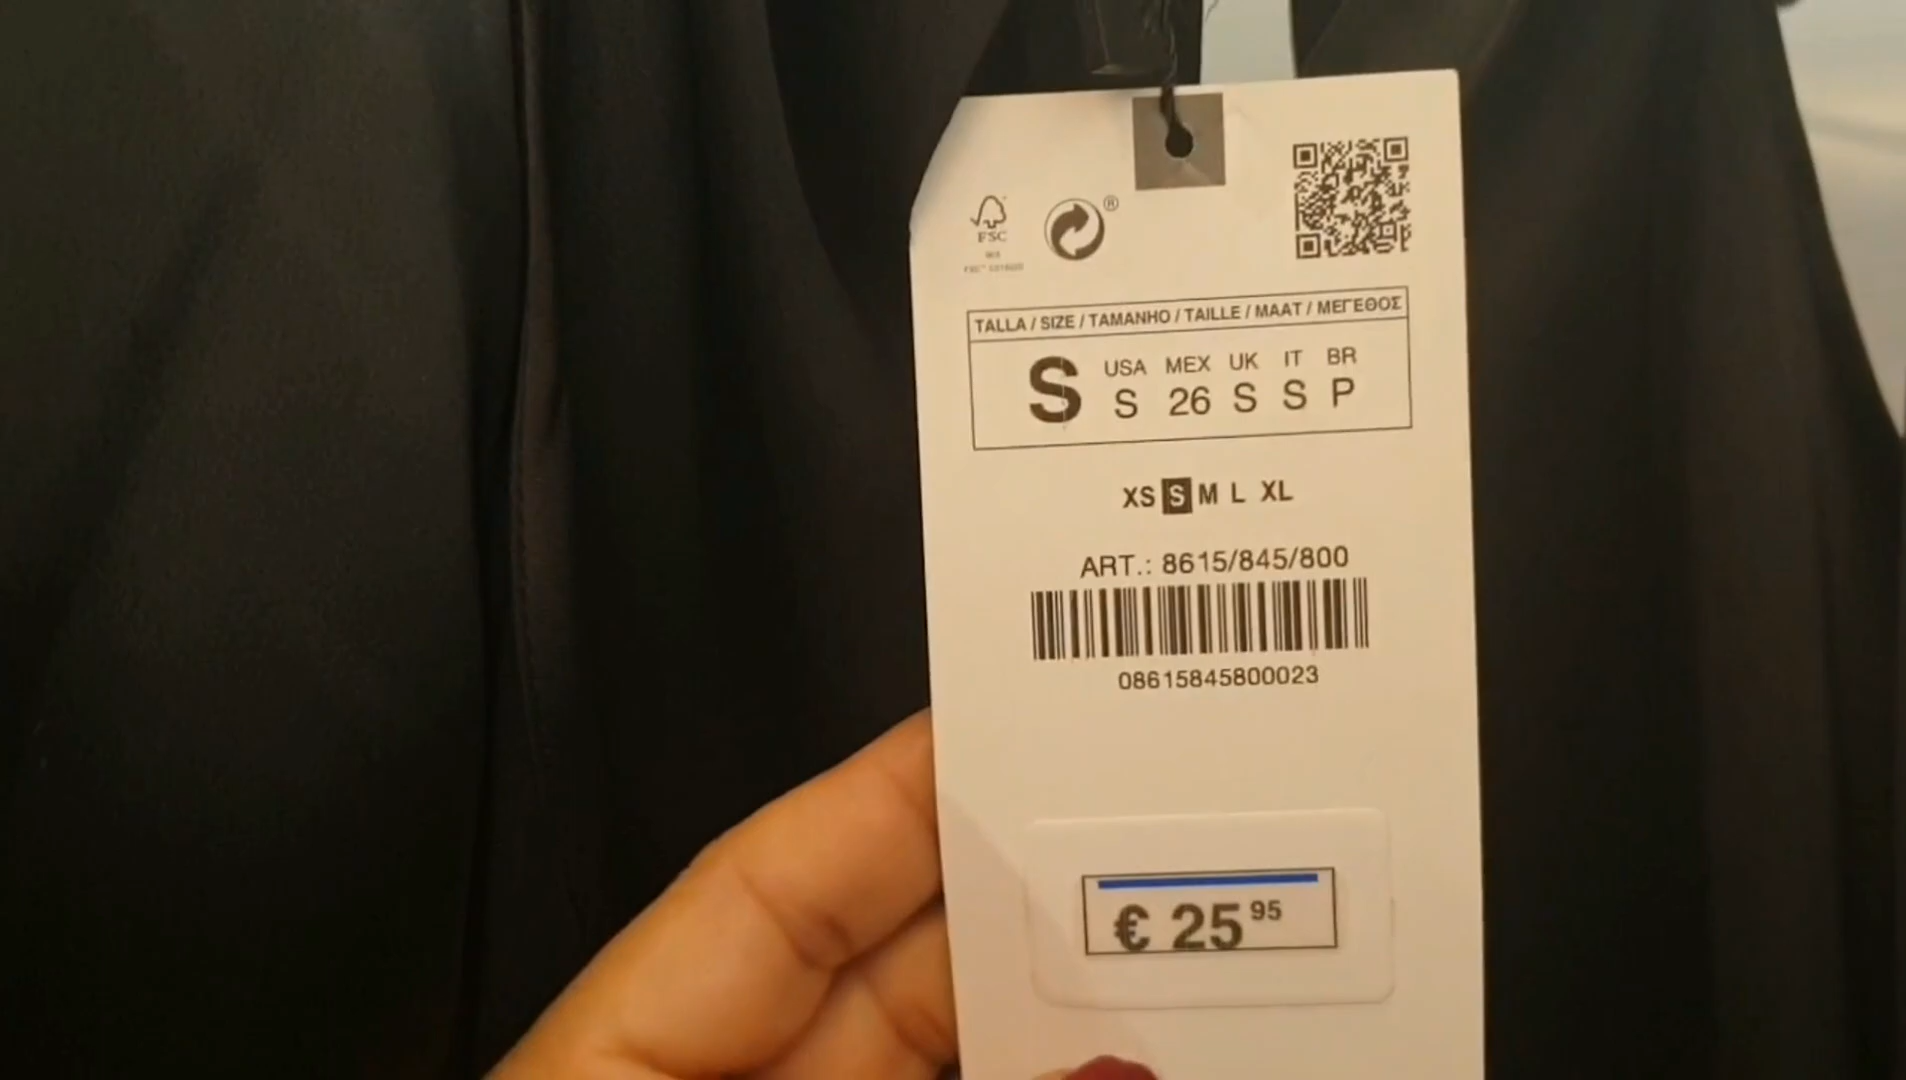 ®
FSC
TALLA / SIZE / TAMANHO / TAILLE / MAAT / ΜΕΓΕΘΟΣ
S
USA MEX UK IT BR
S 26 S S P
XS S M L XL
ART.: 8615/845/800
08615845800023
€ 25 95